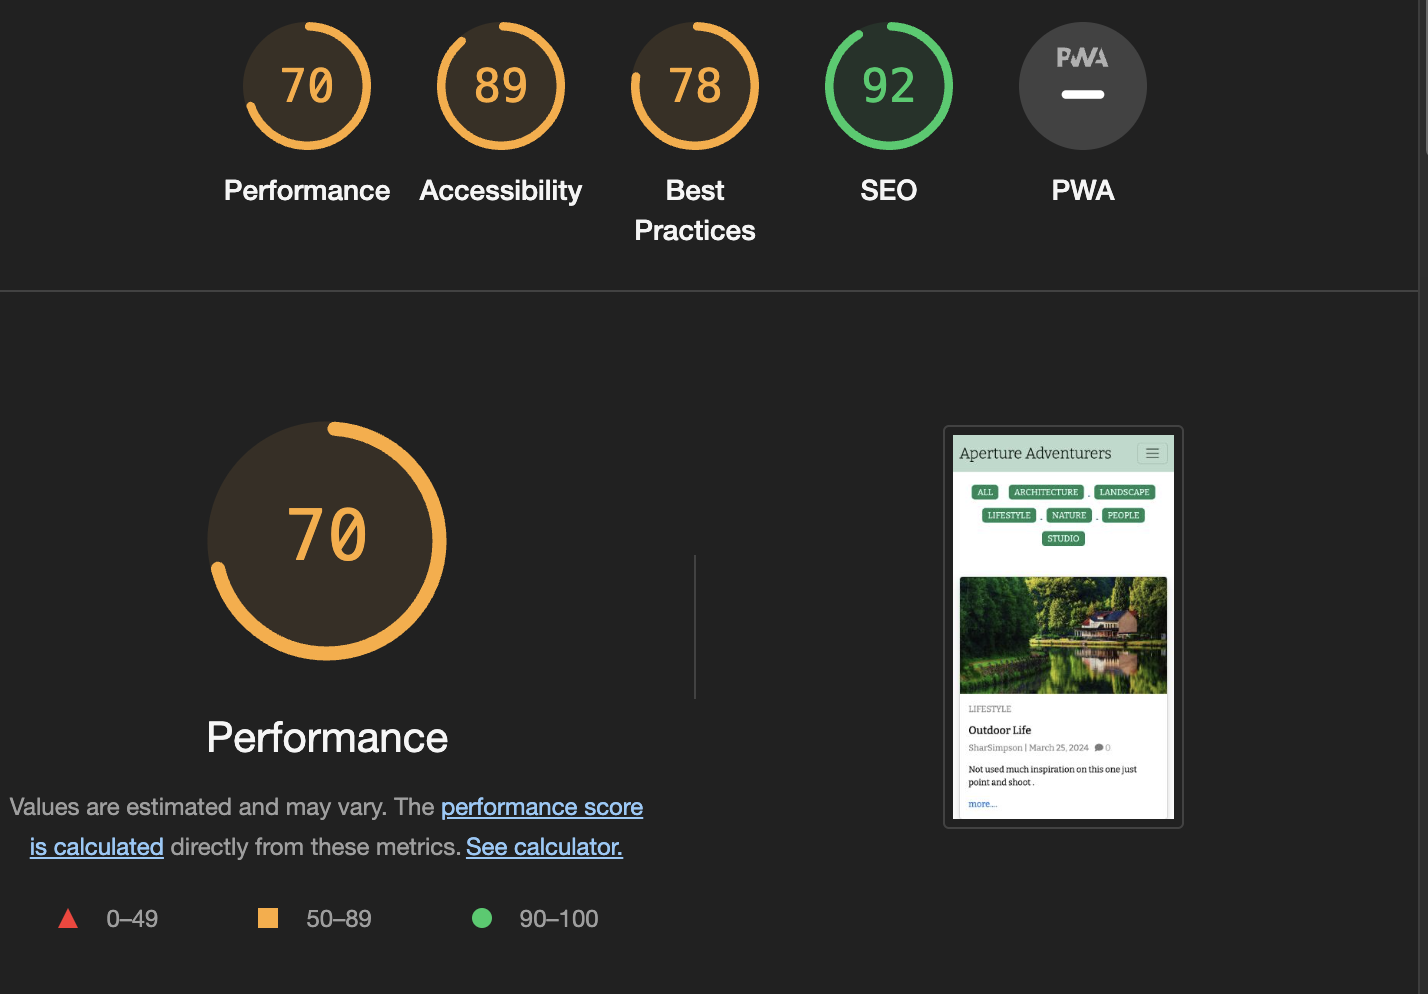 70
89
78
92
PWA
Performance
Accessibility
Best
Practices
SEO
PWA
70
Performance
Values are estimated and may vary. The performance score
is calculated directly from these metrics. See calculator.
0–49
50–89
90–100
Aperture Adventurers
ALL ARCHITECTURE . LANDSCAPE
LIFESTYLE . NATURE . PEOPLE
STUDIO
LIFESTYLE
Outdoor Life
SharSimpson | March 25, 2024 0
Not used much inspiration on this one just
point and shoot .
more....